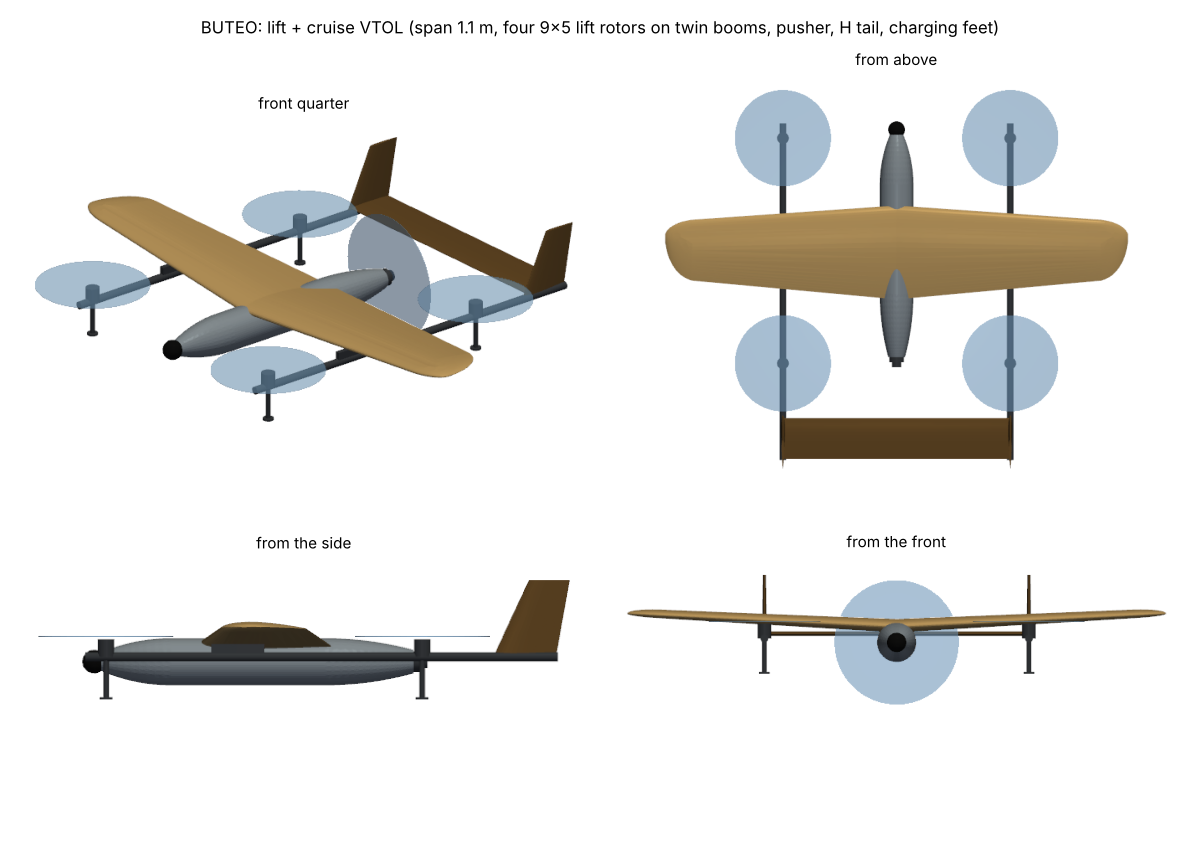 BUTEO: lift + cruise VTOL (span 1.1 m, four 9×5 lift rotors on twin booms, pusher, H tail, charging feet)
from above
front quarter
from the side
from the front